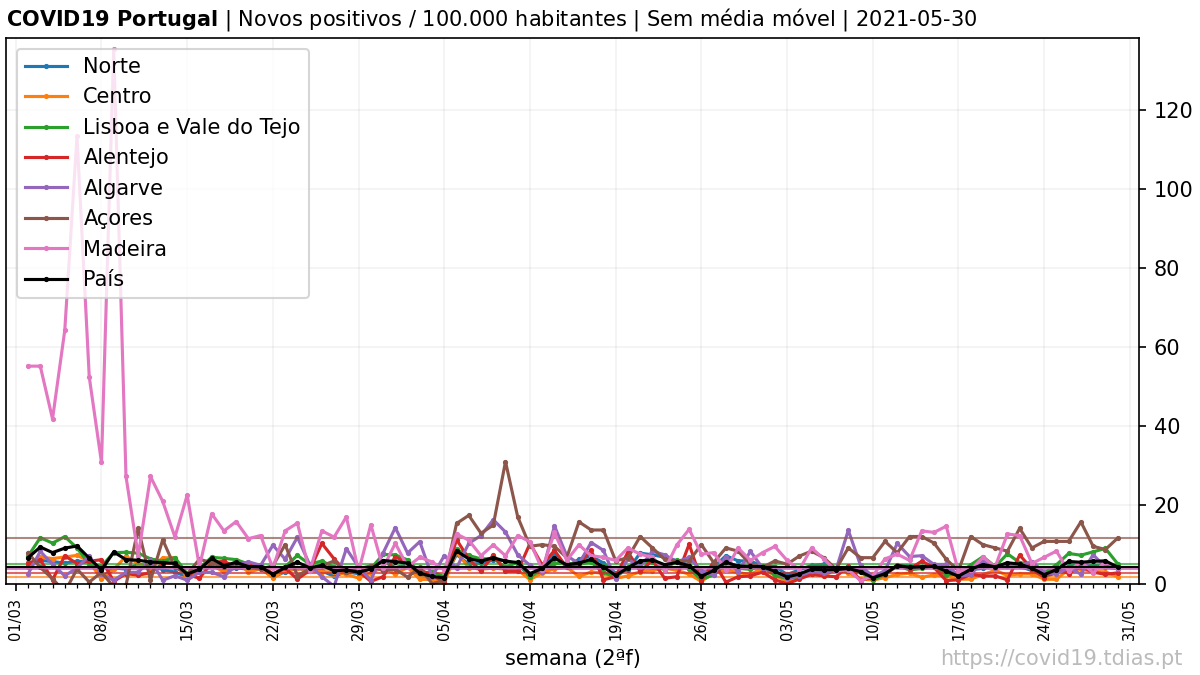 COVID19 Portugal | Novos positivos / 100.000 habitantes | Sem média móvel | 2021-05-30
Norte
Centro
Lisboa e Vale do Tejo
Alentejo
Algarve
Açores
Madeira
País
120
100
80
60
40
20
0
01/03 08/03 15/03 22/03 29/03 05/04 12/04 19/04 26/04 03/05 10/05 17/05 24/05 31/05
semana (2ªf)
https://covid19.tdias.pt